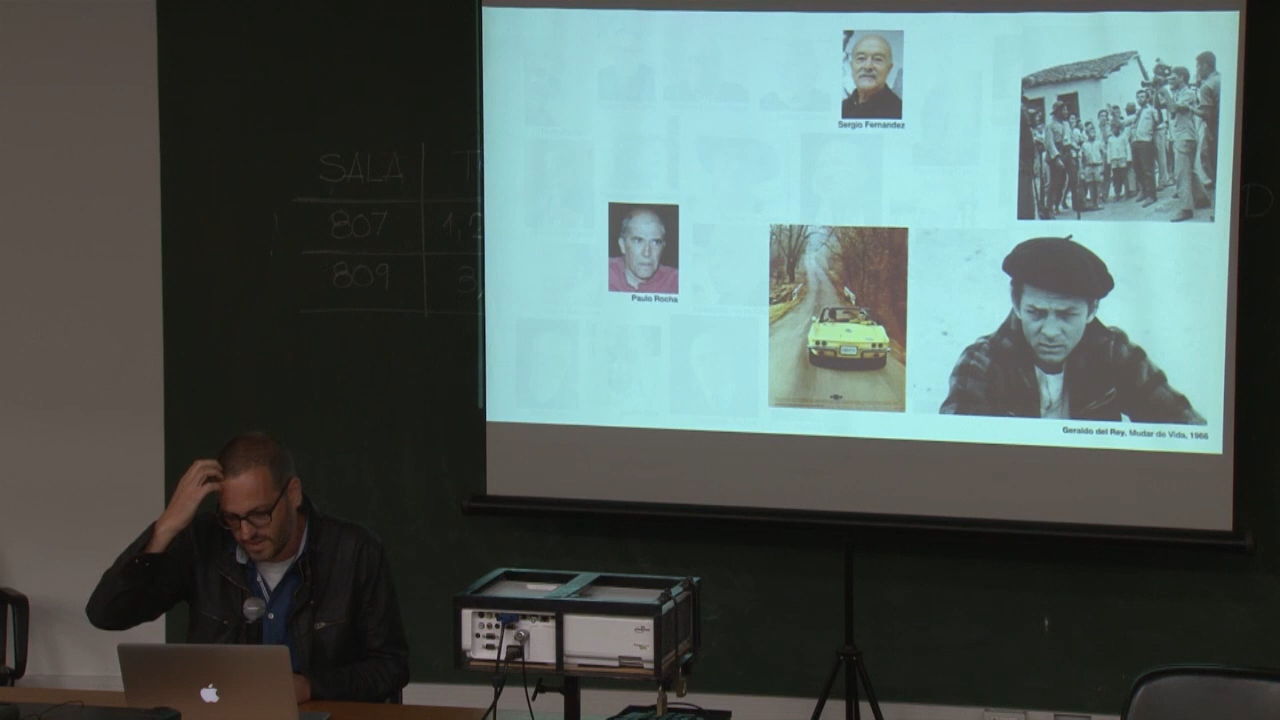 Sergio Fernandez
Paulo Rocha
Geraldo del Rey, Mudar de Vida, 1966
SALA
807
809